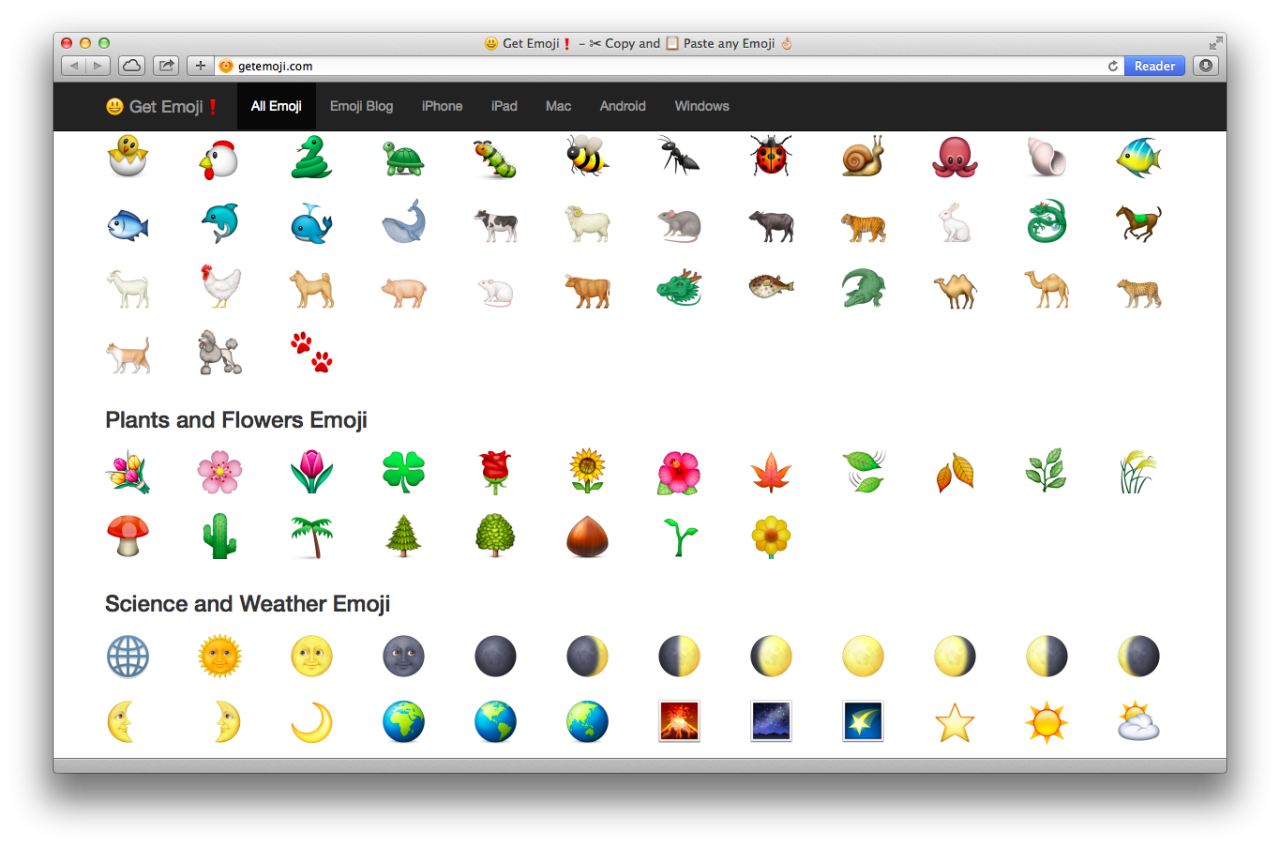 😃 Get Emoji❗ – ✂ Copy and 📋 Paste any Emoji 👌
getemoji.com
Reader
😃 Get Emoji❗ All Emoji Emoji Blog iPhone iPad Mac Android Windows
Plants and Flowers Emoji
Science and Weather Emoji